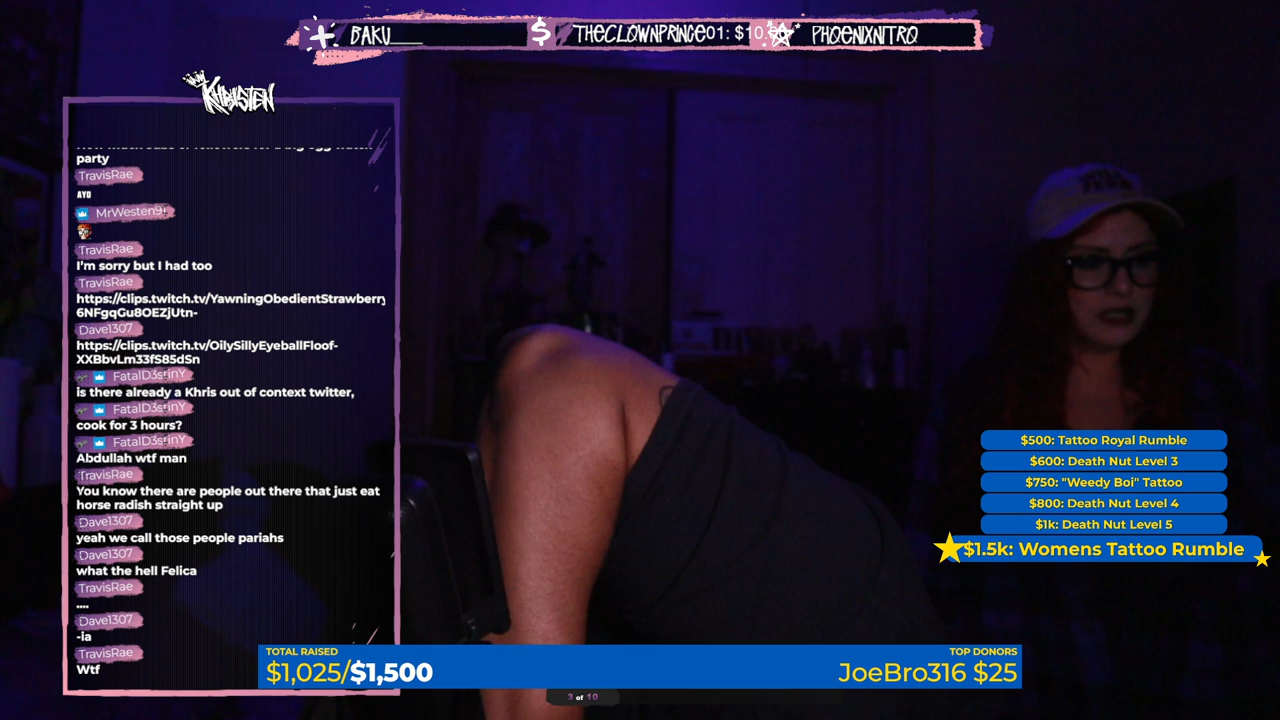 BAKU__
$
THECLOWNPRINCE01: $10.
PHOENIXNITRO
KHRISTEN
party
TravisRae
AYO
MrWesten9
TravisRae
I'm sorry but I had too
TravisRae
https://clips.twitch.tv/YawningObedientStrawberry
6NFgqGu8OEZjUtn-
Dave1307
https://clips.twitch.tv/OilySillyEyeballFloof-
XXBbvLm33fS85dSn
FatalD3strinY
is there already a Khris out of context twitter,
FatalD3strinY
cook for 3 hours?
FatalD3strinY
Abdullah wtf man
TravisRae
You know there are people out there that just eat
horse radish straight up
Dave1307
yeah we call those people pariahs
Dave1307
what the hell Felica
TravisRae
....
Dave1307
-ia
TravisRae
Wtf
$500: Tattoo Royal Rumble
$600: Death Nut Level 3
$750: "Weedy Boi" Tattoo
$800: Death Nut Level 4
$1k: Death Nut Level 5
$1.5k: Womens Tattoo Rumble
TOTAL RAISED
$1,025/$1,500
TOP DONORS
JoeBro316 $25
3 of 10